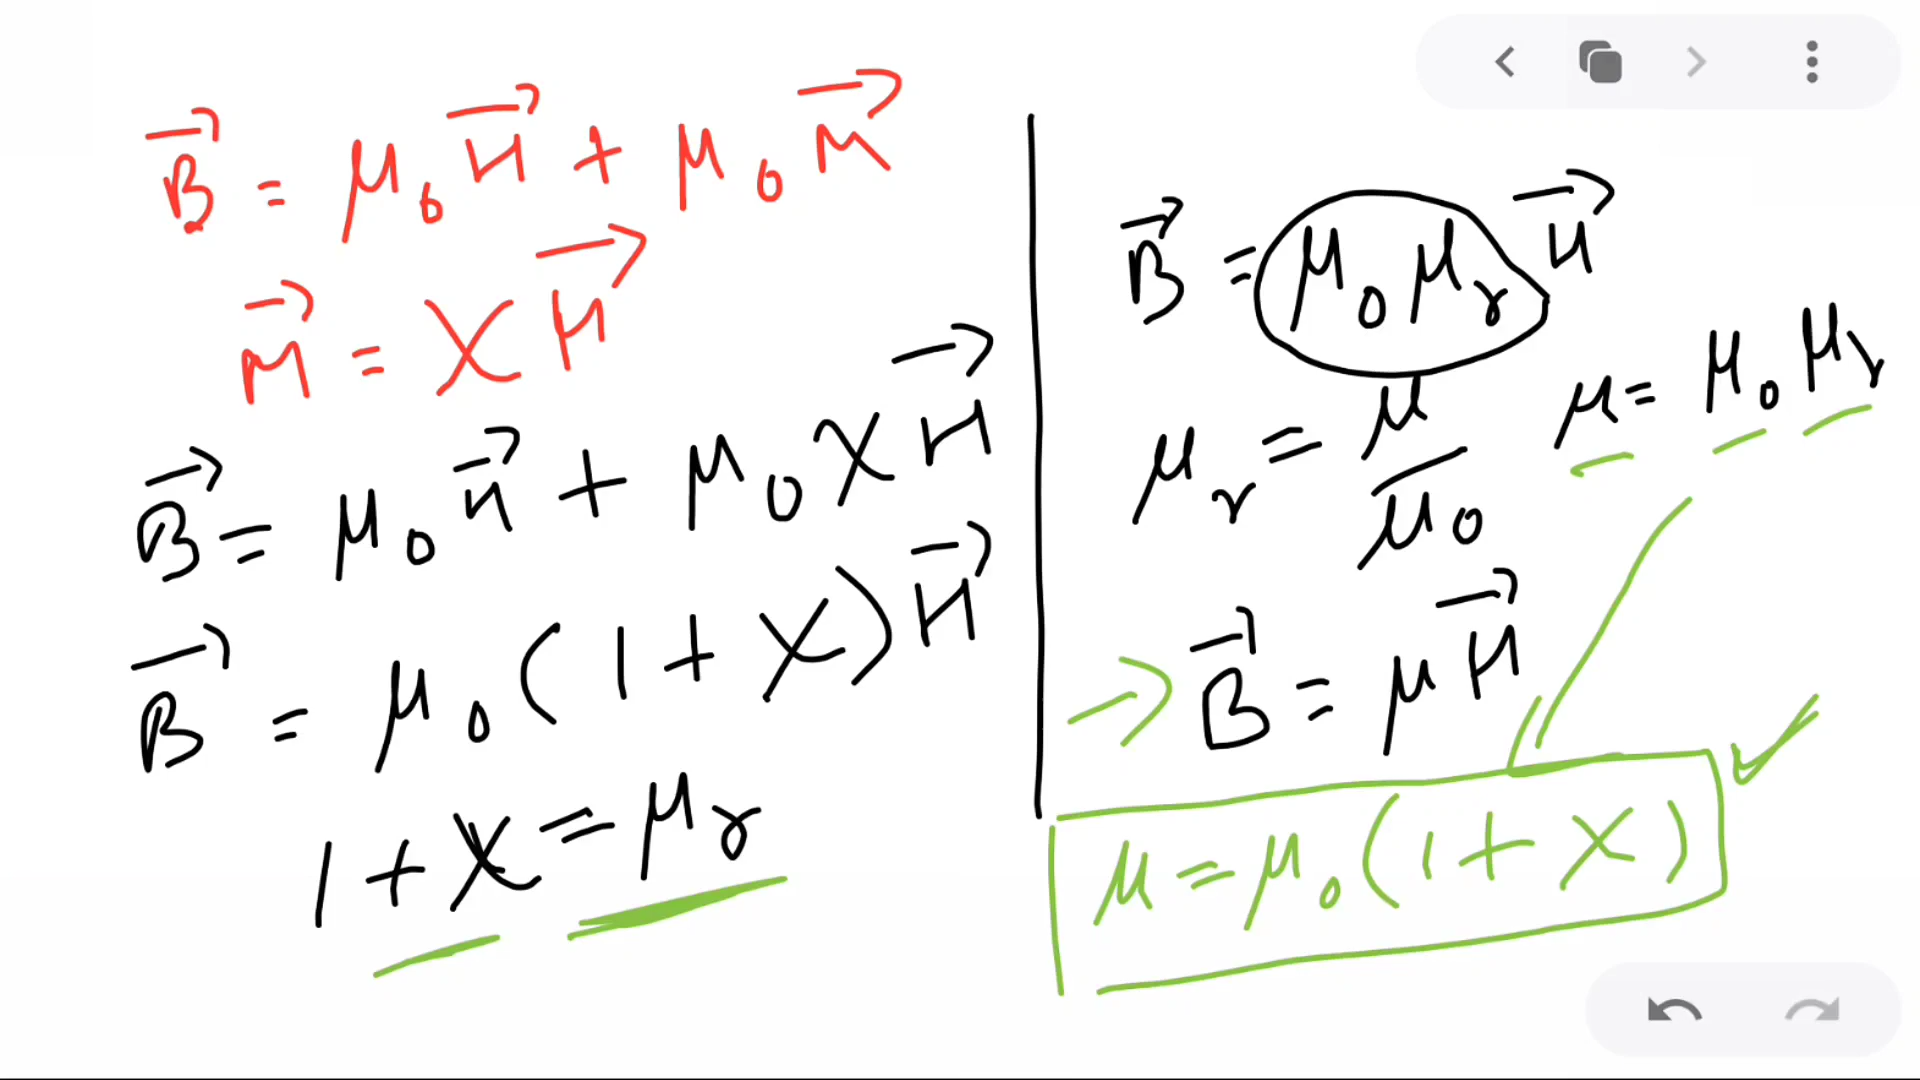 B⃗ = μ₀H⃗ + μ₀M⃗
M⃗ = χH⃗
B⃗ = μ₀H⃗ + μ₀χH⃗
B⃗ = μ₀(1 + χ)H⃗
1 + χ = μᵣ
B⃗ = μ₀μᵣH⃗
μᵣ = μ/μ₀
μ = μ₀μᵣ
B⃗ = μH⃗
μ = μ₀(1 + χ)